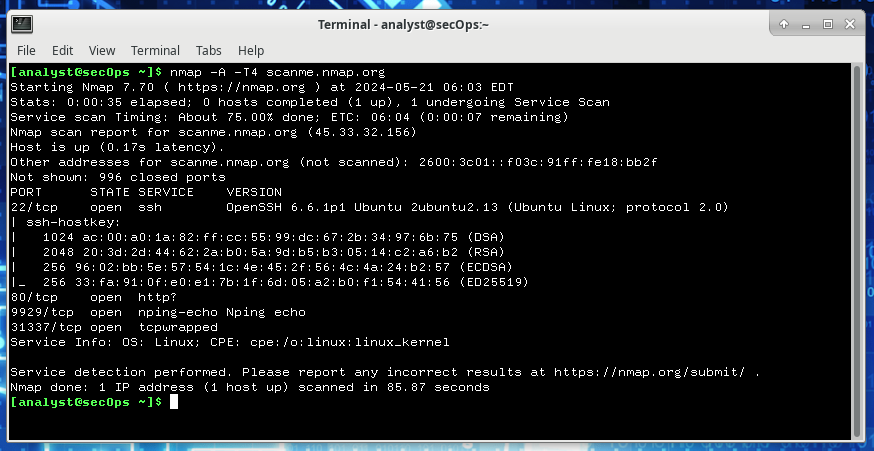 Terminal - analyst@secOps:~
File Edit View Terminal Tabs Help
[analyst@secOps ~]$ nmap -A -T4 scanme.nmap.org
Starting Nmap 7.70 ( https://nmap.org ) at 2024-05-21 06:03 EDT
Stats: 0:00:35 elapsed; 0 hosts completed (1 up), 1 undergoing Service Scan
Service scan Timing: About 75.00% done; ETC: 06:04 (0:00:07 remaining)
Nmap scan report for scanme.nmap.org (45.33.32.156)
Host is up (0.17s latency).
Other addresses for scanme.nmap.org (not scanned): 2600:3c01::f03c:91ff:fe18:bb2f
Not shown: 996 closed ports
PORT      STATE SERVICE    VERSION
22/tcp    open  ssh        OpenSSH 6.6.1p1 Ubuntu 2ubuntu2.13 (Ubuntu Linux; protocol 2.0)
| ssh-hostkey:
|   1024 ac:00:a0:1a:82:ff:cc:55:99:dc:67:2b:34:97:6b:75 (DSA)
|   2048 20:3d:2d:44:62:2a:b0:5a:9d:b5:b3:05:14:c2:a6:b2 (RSA)
|   256 96:02:bb:5e:57:54:1c:4e:45:2f:56:4c:4a:24:b2:57 (ECDSA)
|_  256 33:fa:91:0f:e0:e1:7b:1f:6d:05:a2:b0:f1:54:41:56 (ED25519)
80/tcp    open  http?
9929/tcp  open  nping-echo Nping echo
31337/tcp open  tcpwrapped
Service Info: OS: Linux; CPE: cpe:/o:linux:linux_kernel
Service detection performed. Please report any incorrect results at https://nmap.org/submit/ .
Nmap done: 1 IP address (1 host up) scanned in 85.87 seconds
[analyst@secOps ~]$